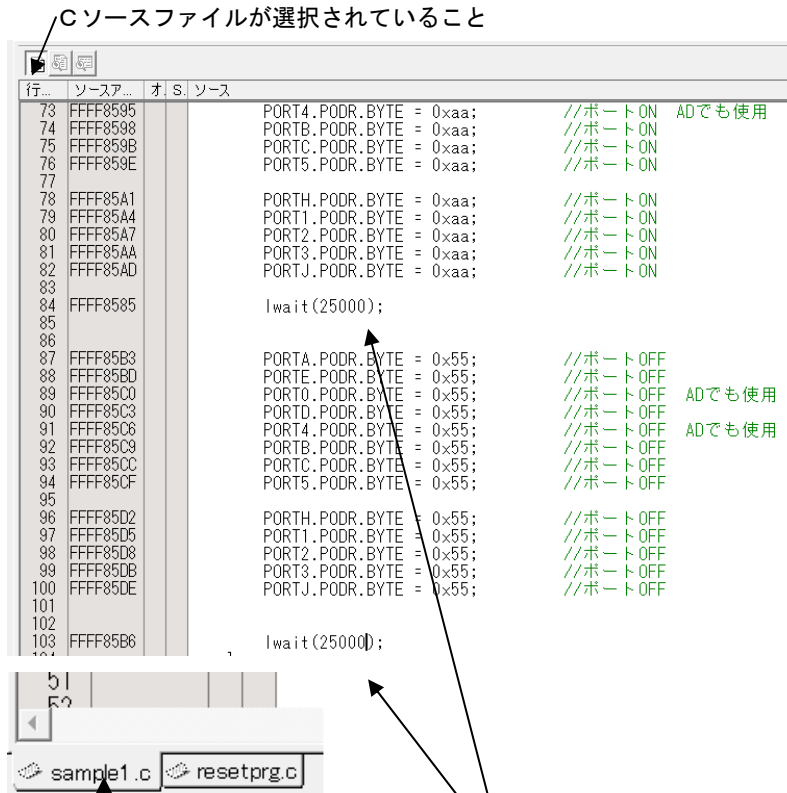 Cソースファイルが選択されていること
行... ソースア... オ. S. ソース
73 FFFF8595 PORT4.PODR.BYTE = 0xaa; //ポートON ADでも使用
74 FFFF8598 PORTB.PODR.BYTE = 0xaa; //ポートON
75 FFFF859B PORTC.PODR.BYTE = 0xaa; //ポートON
76 FFFF859E PORT5.PODR.BYTE = 0xaa; //ポートON
77
78 FFFF85A1 PORTH.PODR.BYTE = 0xaa; //ポートON
79 FFFF85A4 PORT1.PODR.BYTE = 0xaa; //ポートON
80 FFFF85A7 PORT2.PODR.BYTE = 0xaa; //ポートON
81 FFFF85AA PORT3.PODR.BYTE = 0xaa; //ポートON
82 FFFF85AD PORTJ.PODR.BYTE = 0xaa; //ポートON
83
84 FFFF8585 lwait(25000);
85
86
87 FFFF85B3 PORTA.PODR.BYTE = 0x55; //ポートOFF
88 FFFF85BD PORTE.PODR.BYTE = 0x55; //ポートOFF
89 FFFF85C0 PORT0.PODR.BYTE = 0x55; //ポートOFF ADでも使用
90 FFFF85C3 PORTD.PODR.BYTE = 0x55; //ポートOFF
91 FFFF85C6 PORT4.PODR.BYTE = 0x55; //ポートOFF ADでも使用
92 FFFF85C9 PORTB.PODR.BYTE = 0x55; //ポートOFF
93 FFFF85CC PORTC.PODR.BYTE = 0x55; //ポートOFF
94 FFFF85CF PORT5.PODR.BYTE = 0x55; //ポートOFF
95
96 FFFF85D2 PORTH.PODR.BYTE = 0x55; //ポートOFF
97 FFFF85D5 PORT1.PODR.BYTE = 0x55; //ポートOFF
98 FFFF85D8 PORT2.PODR.BYTE = 0x55; //ポートOFF
99 FFFF85DB PORT3.PODR.BYTE = 0x55; //ポートOFF
100 FFFF85DE PORTJ.PODR.BYTE = 0x55; //ポートOFF
101
102
103 FFFF85B6 lwait(25000);
51
52
sample1.c resetprg.c